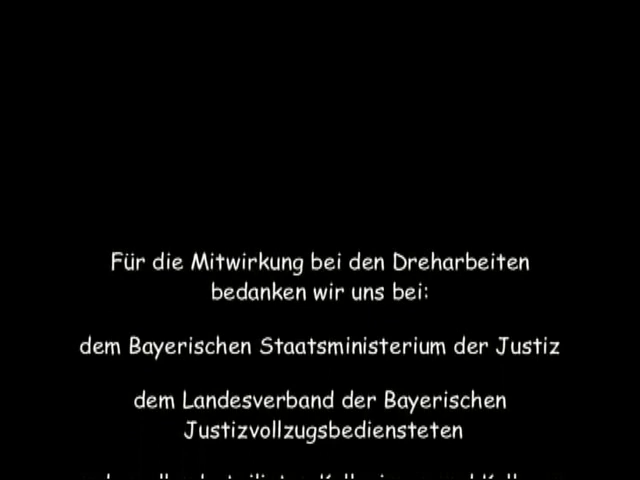 Für die Mitwirkung bei den Dreharbeiten
bedanken wir uns bei:
dem Bayerischen Staatsministerium der Justiz
dem Landesverband der Bayerischen
Justizvollzugsbediensteten